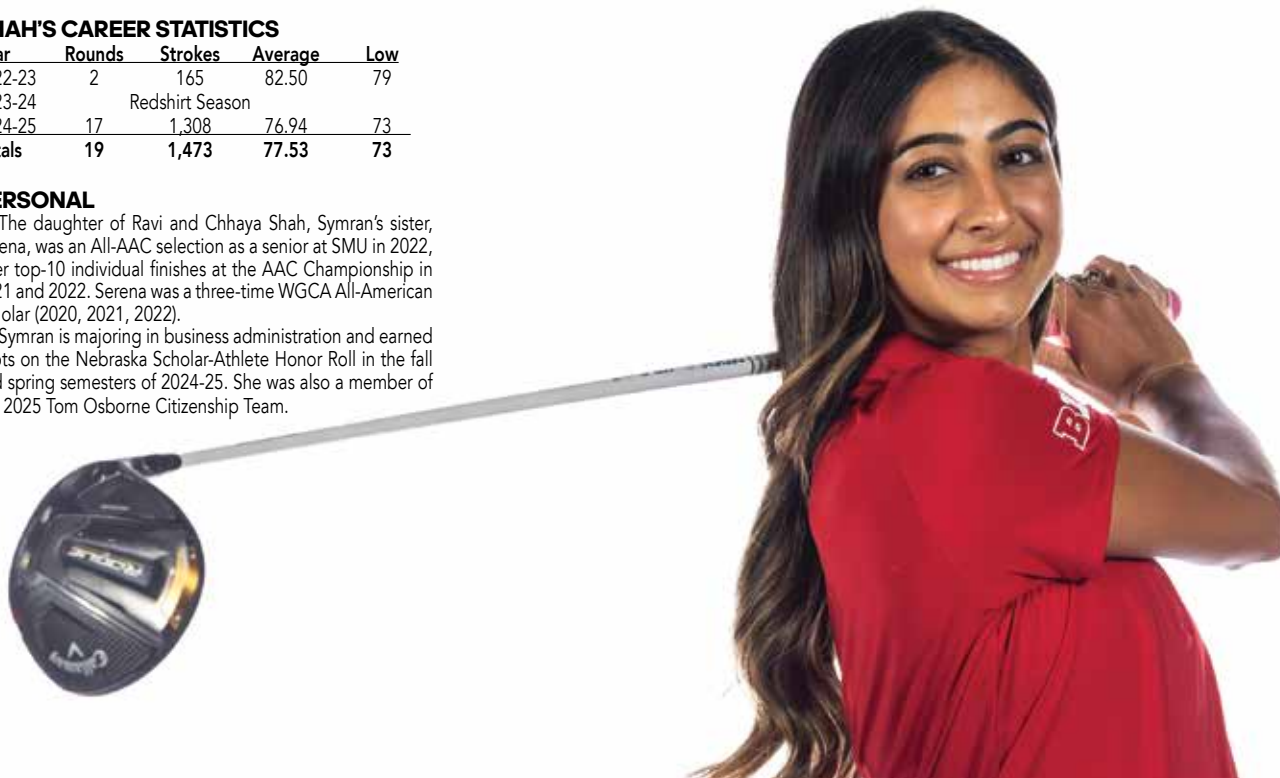 HAH'S CAREER STATISTICS
ar Rounds Strokes Average Low
22-23 2 165 82.50 79
23-24 Redshirt Season
24-25 17 1,308 76.94 73
tals 19 1,473 77.53 73
ERSONAL
The daughter of Ravi and Chhaya Shah, Symran's sister,
ena, was an All-AAC selection as a senior at SMU in 2022,
er top-10 individual finishes at the AAC Championship in
21 and 2022. Serena was a three-time WGCA All-American
olar (2020, 2021, 2022).
Symran is majoring in business administration and earned
ots on the Nebraska Scholar-Athlete Honor Roll in the fall
d spring semesters of 2024-25. She was also a member of
2025 Tom Osborne Citizenship Team.
ROGUE
Callaway
B